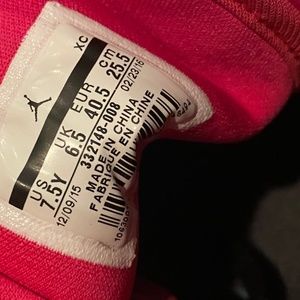 XC
US UK EUR cm
7.5Y 6.5 40.5 25.5
12/09/15 02/23/16
332148-008
MADE IN CHINA
FABRIQUE EN CHINE